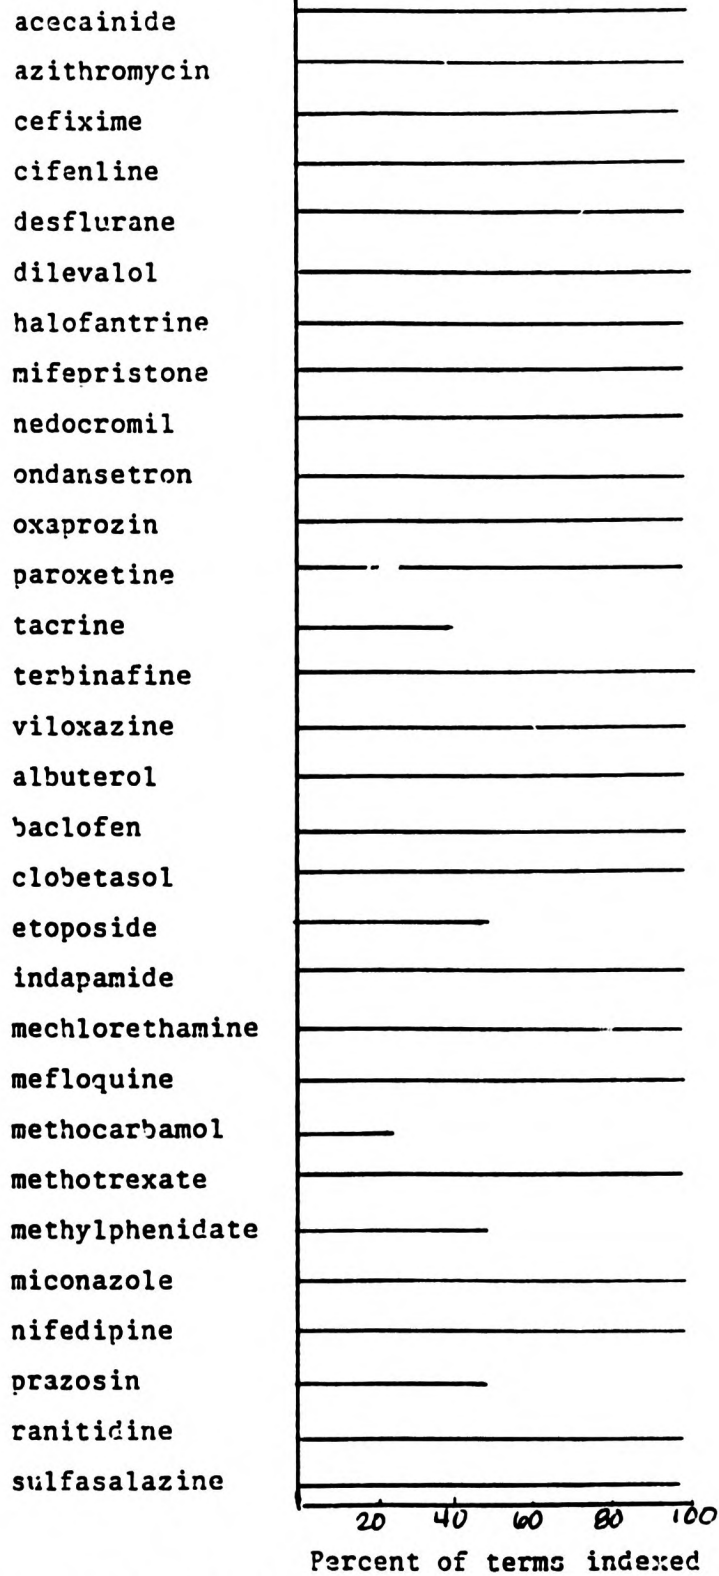 acecainide
azithromycin
cefixime
cifenline
desflurane
dilevalol
halofantrine
mifepristone
nedocromil
ondansetron
oxaprozin
paroxetine
tacrine
terbinafine
viloxazine
albuterol
baclofen
clobetasol
etoposide
indapamide
mechlorethamine
mefloquine
methocarbamol
methotrexate
methylphenidate
miconazole
nifedipine
prazosin
ranitidine
sulfasalazine
20 40 60 80 100
Percent of terms indexed